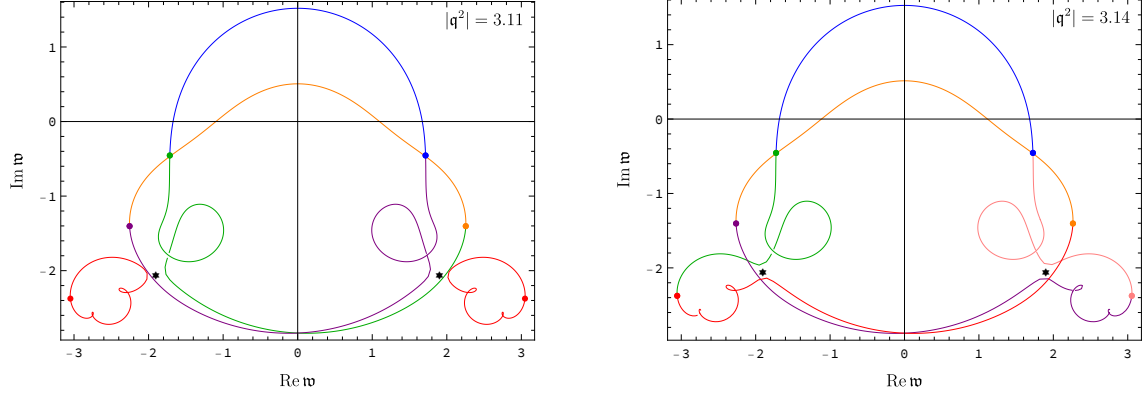 |𝔮²| = 3.11
1
0
−1
−2
Im 𝔴
−3 −2 −1 0 1 2 3
Re 𝔴
|𝔮²| = 3.14
1
0
−1
−2
Im 𝔴
−3 −2 −1 0 1 2 3
Re 𝔴